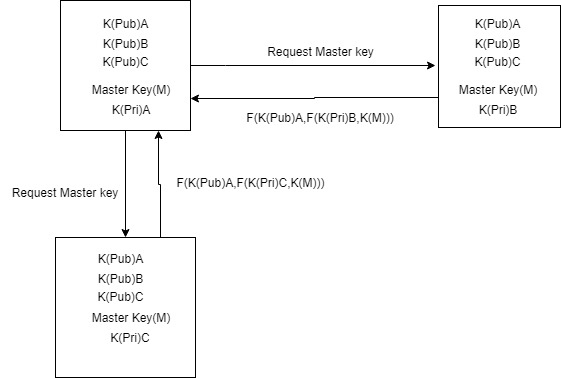 K(Pub)A
K(Pub)B
K(Pub)C
Master Key(M)
K(Pri)A
Request Master key
F(K(Pub)A,F(K(Pri)B,K(M)))
K(Pub)A
K(Pub)B
K(Pub)C
Master Key(M)
K(Pri)B
Request Master key
F(K(Pub)A,F(K(Pri)C,K(M)))
K(Pub)A
K(Pub)B
K(Pub)C
Master Key(M)
K(Pri)C